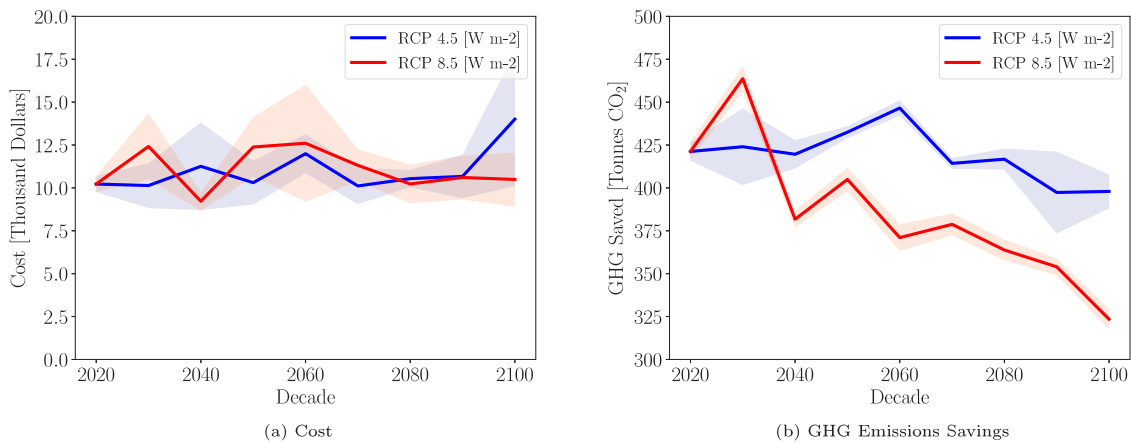 20.0
17.5
15.0
12.5
10.0
7.5
5.0
2.5
0.0
Cost [Thousand Dollars]
RCP 4.5 [W m-2]
RCP 8.5 [W m-2]
2020 2040 2060 2080 2100
Decade
(a) Cost
500
475
450
425
400
375
350
325
300
GHG Saved [Tonnes CO₂]
RCP 4.5 [W m-2]
RCP 8.5 [W m-2]
2020 2040 2060 2080 2100
Decade
(b) GHG Emissions Savings